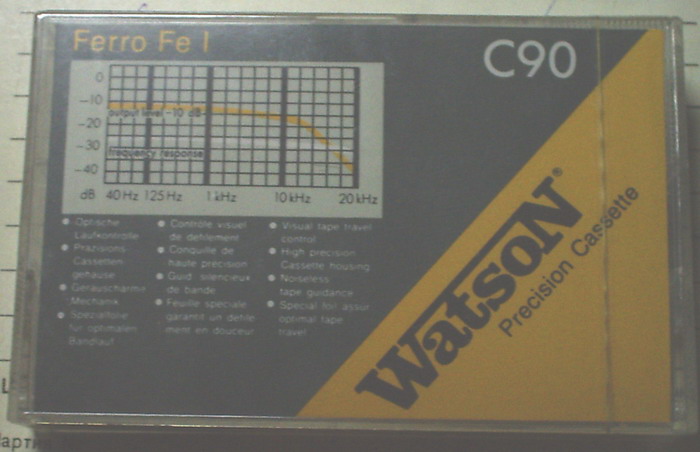 Ferro Fe I
C90
0
-10
output level -10 dB
-20
-30
frequency response
-40
dB 40 Hz 125 Hz 1 kHz 10 kHz 20 kHz
Optische
Laufkontrolle
Präzisions
Cassetten
gehäuse
Geräuscharme
Mechanik
Spezialfolie
für optimalen
Bandlauf
Contrôle visuel
de défilement
Conquille de
haute précision
Guid. silencieux
de bande
Feuille spéciale
garantit un défile-
ment en douceur
Visual tape travel
control
High precision
Cassette housing
Noiseless
tape guidance
Special foil assur.
optimal tape
travel
Watson®
Precision Cassette